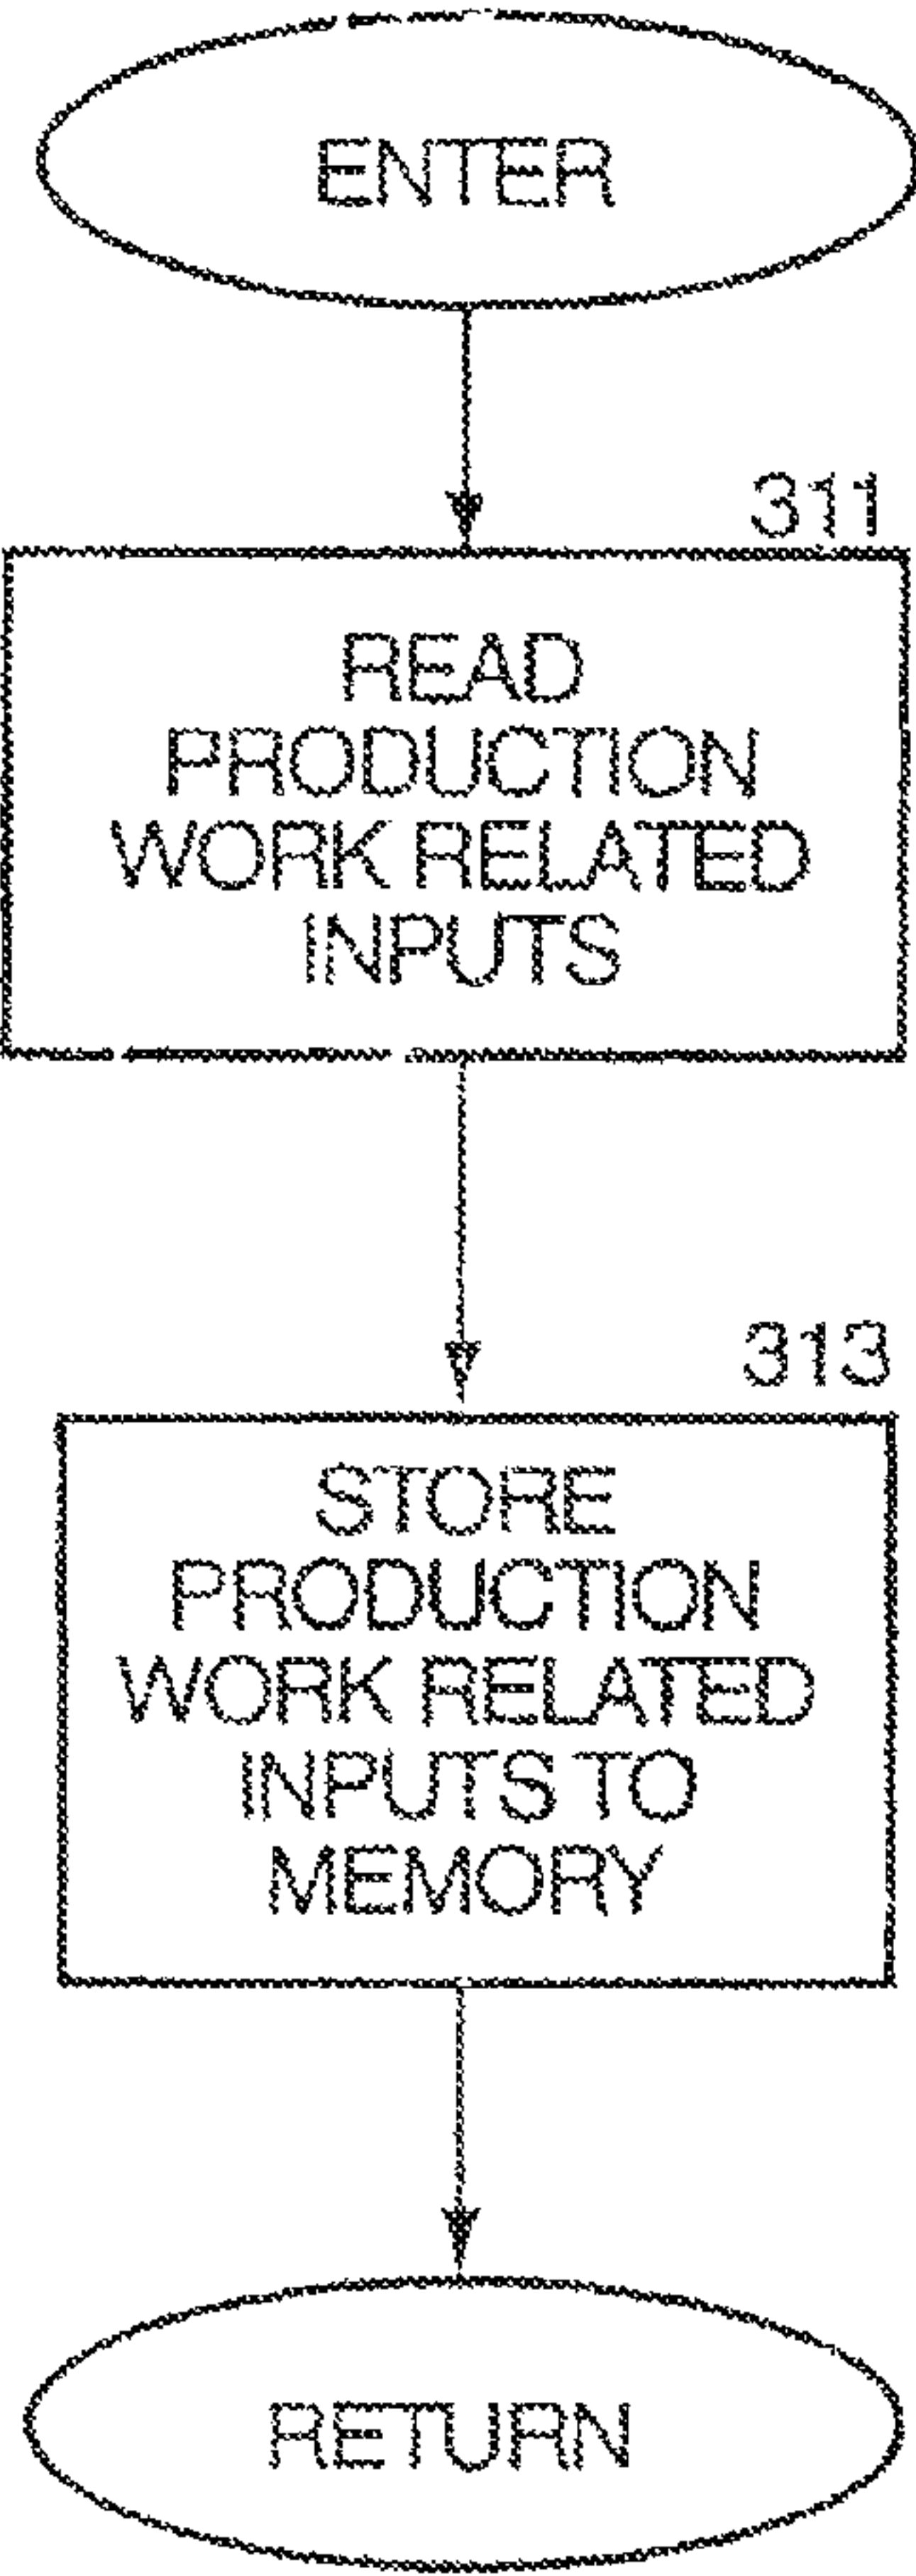 ENTER
311
READ
PRODUCTION
WORK RELATED
INPUTS
313
STORE
PRODUCTION
WORK RELATED
INPUTS TO
MEMORY
RETURN